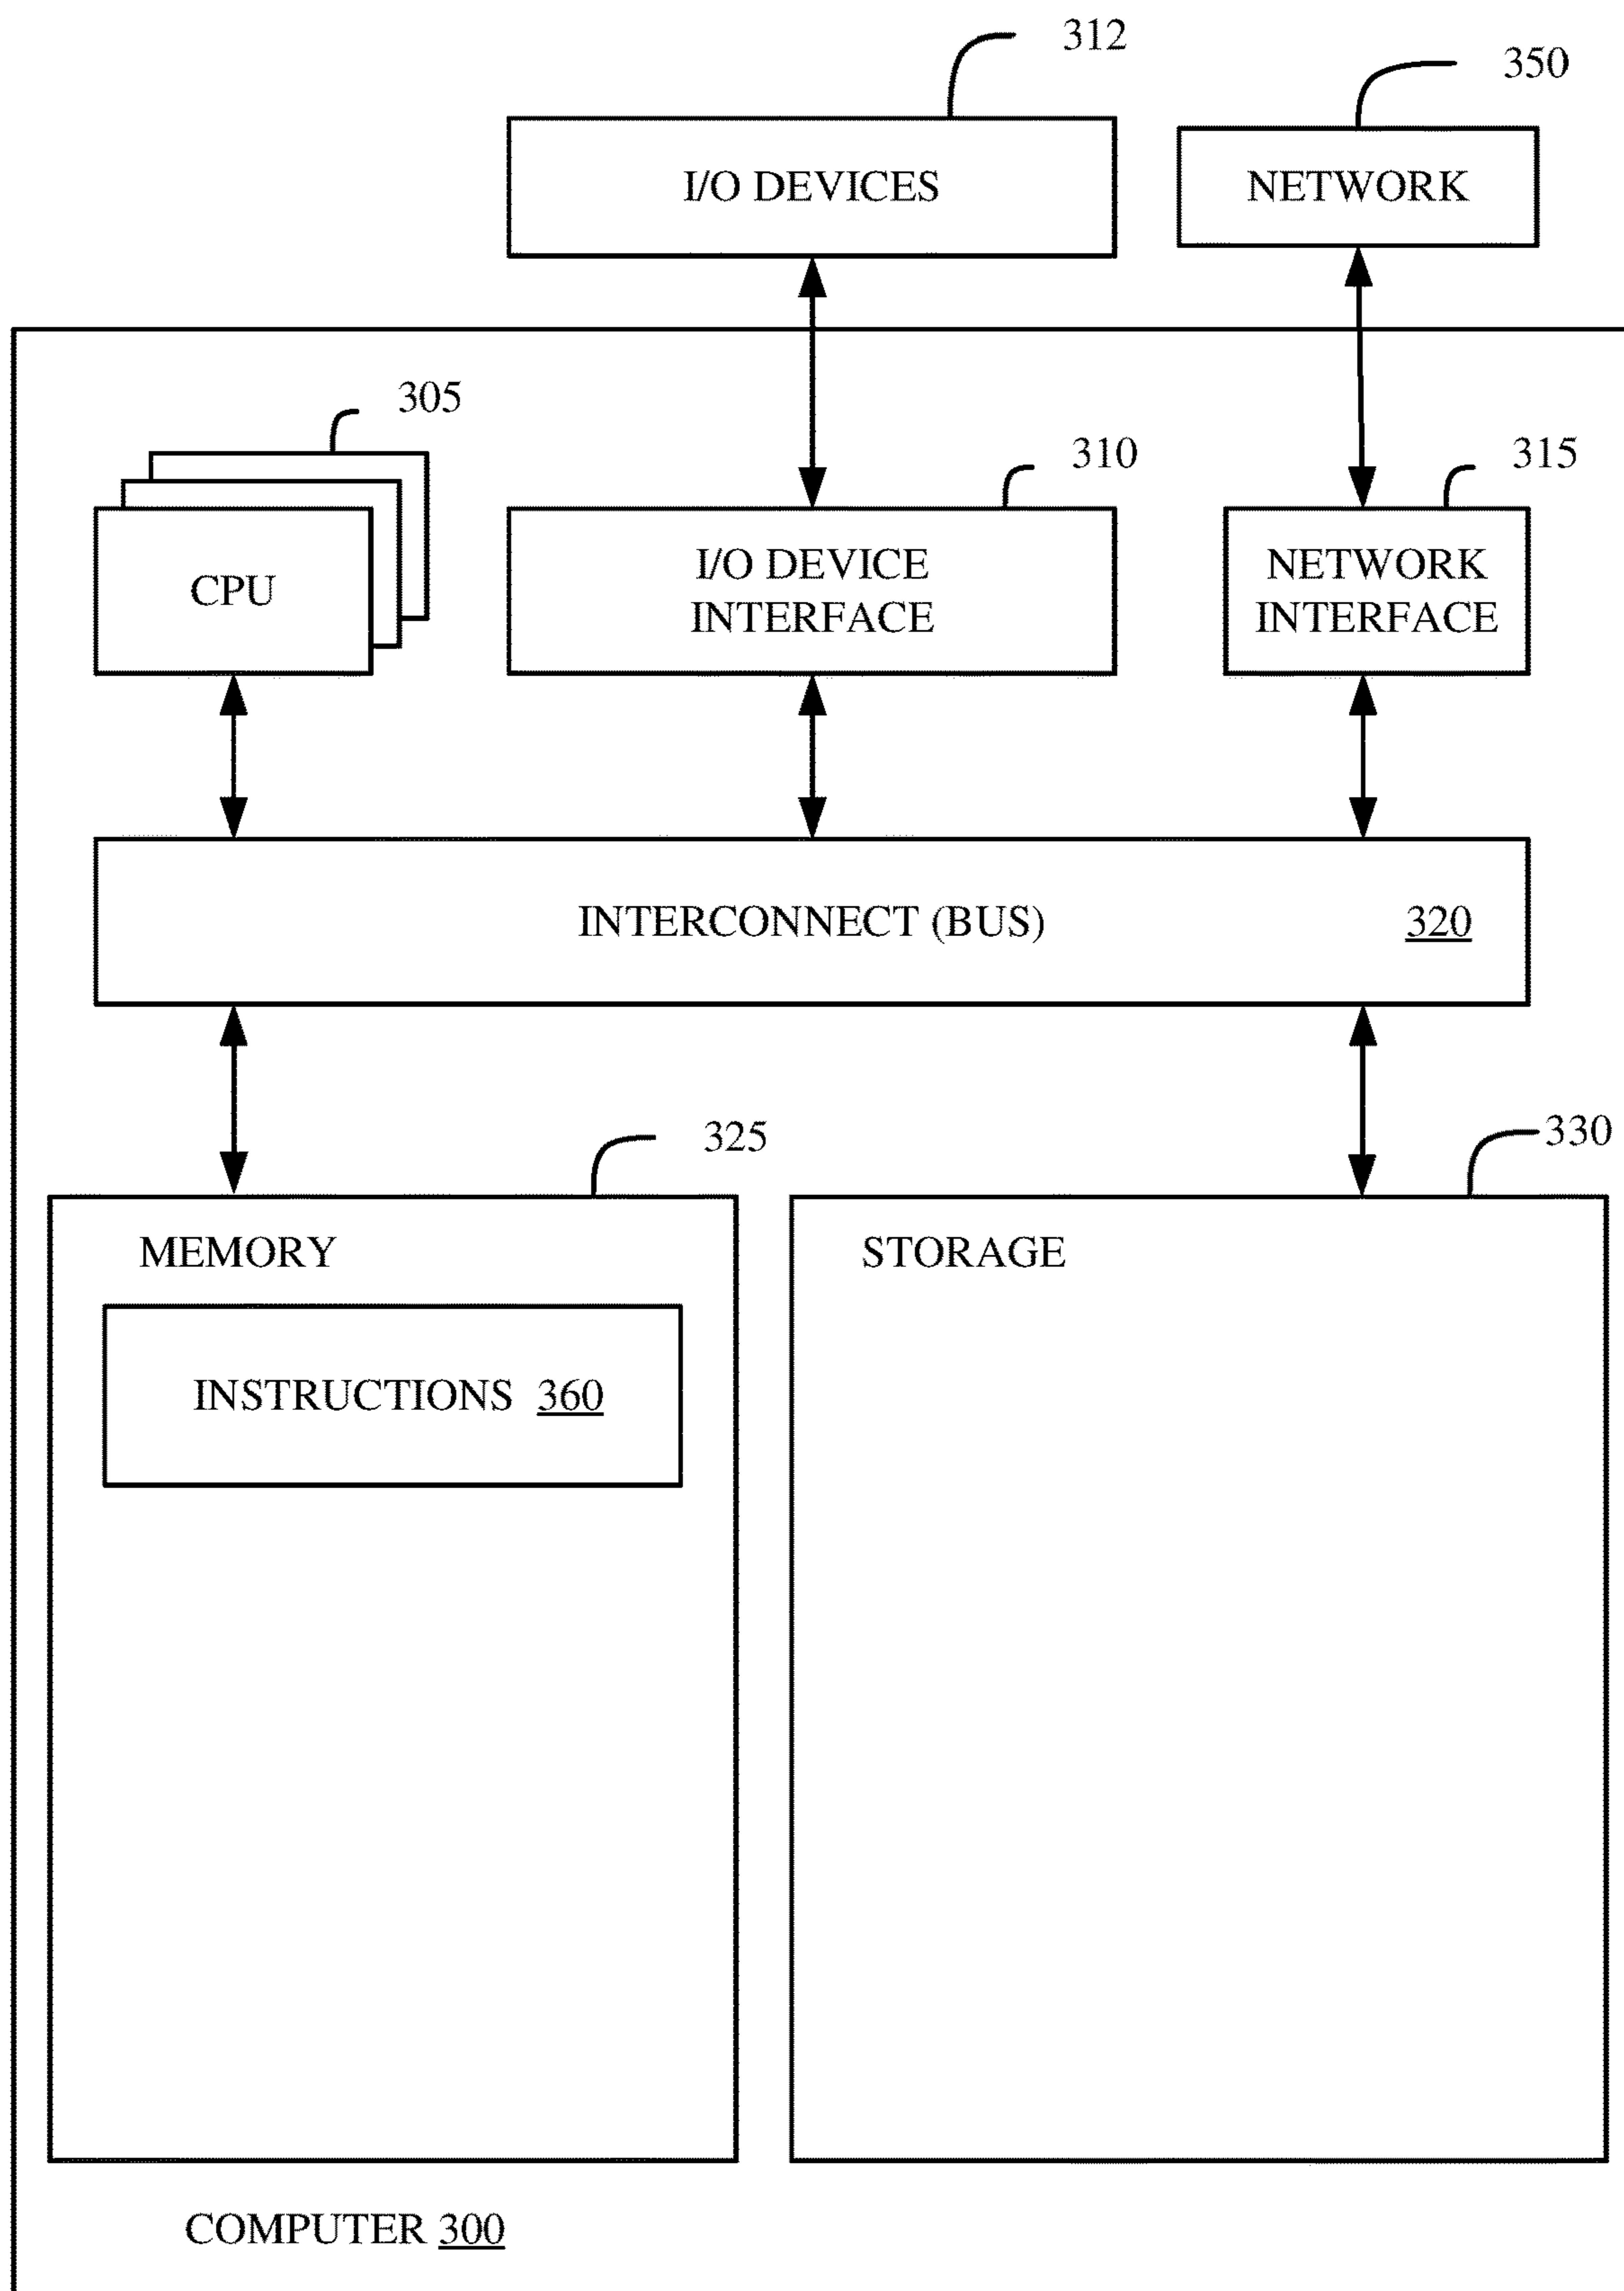 312
350
I/O DEVICES
NETWORK
305
310
315
CPU
I/O DEVICE
INTERFACE
NETWORK
INTERFACE
INTERCONNECT (BUS) 320
325
330
MEMORY
STORAGE
INSTRUCTIONS 360
COMPUTER 300